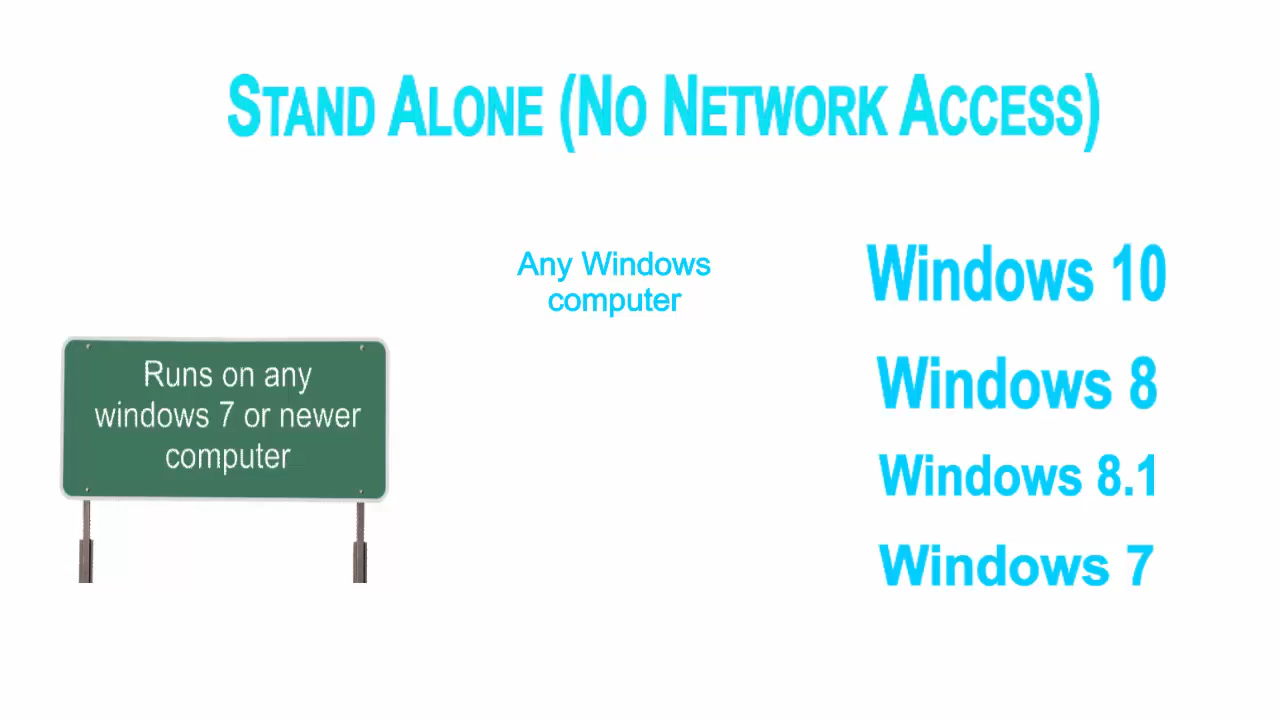 STAND ALONE (NO NETWORK ACCESS)
Any Windows
computer
Windows 10
Windows 8
Windows 8.1
Windows 7
Runs on any
windows 7 or newer
computer